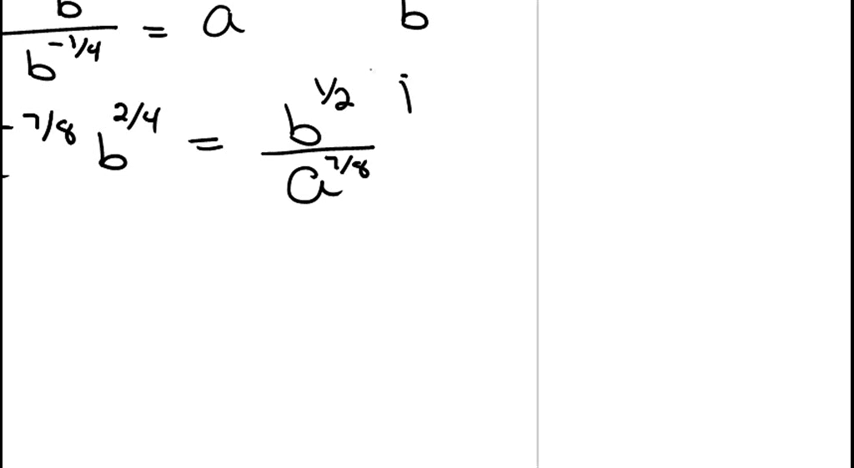 b/b^{-1/4} = a b
-7/8 b^{2/4} = b^{1/2}/a^{7/8} i